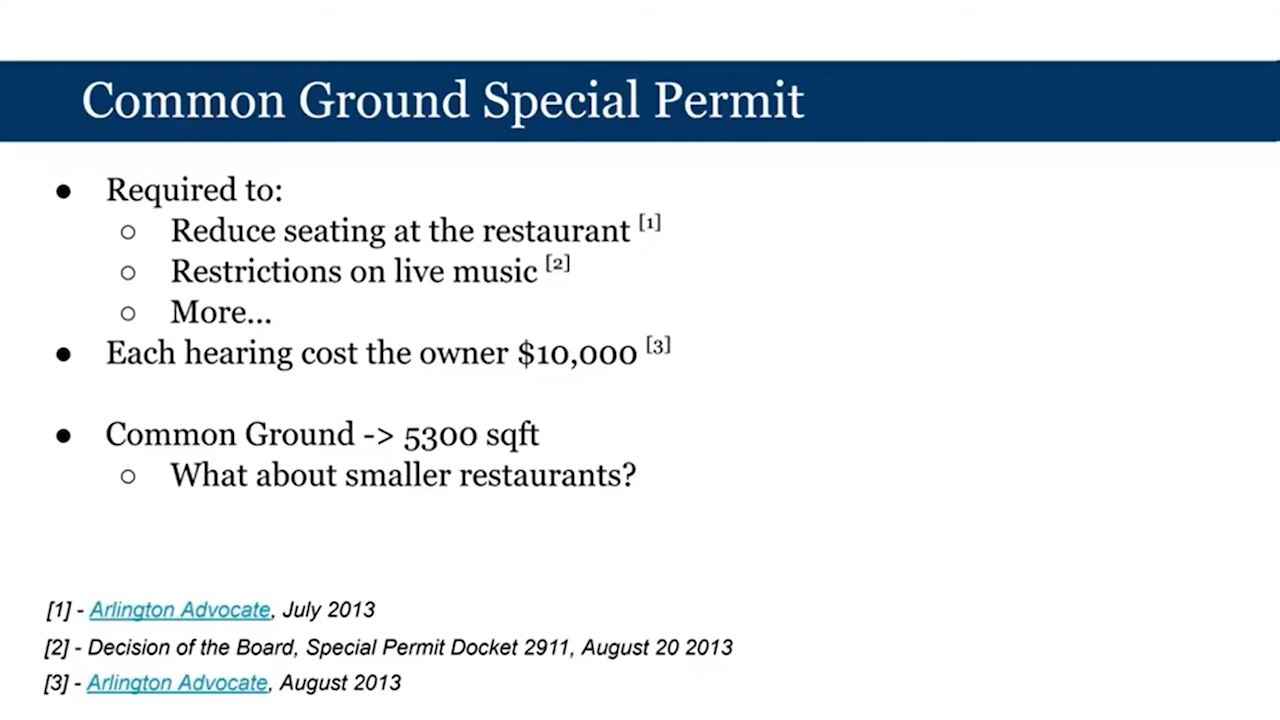 Common Ground Special Permit
● Required to:
○ Reduce seating at the restaurant [1]
○ Restrictions on live music [2]
○ More...
● Each hearing cost the owner $10,000 [3]
● Common Ground -> 5300 sqft
○ What about smaller restaurants?
[1] - Arlington Advocate, July 2013
[2] - Decision of the Board, Special Permit Docket 2911, August 20 2013
[3] - Arlington Advocate, August 2013